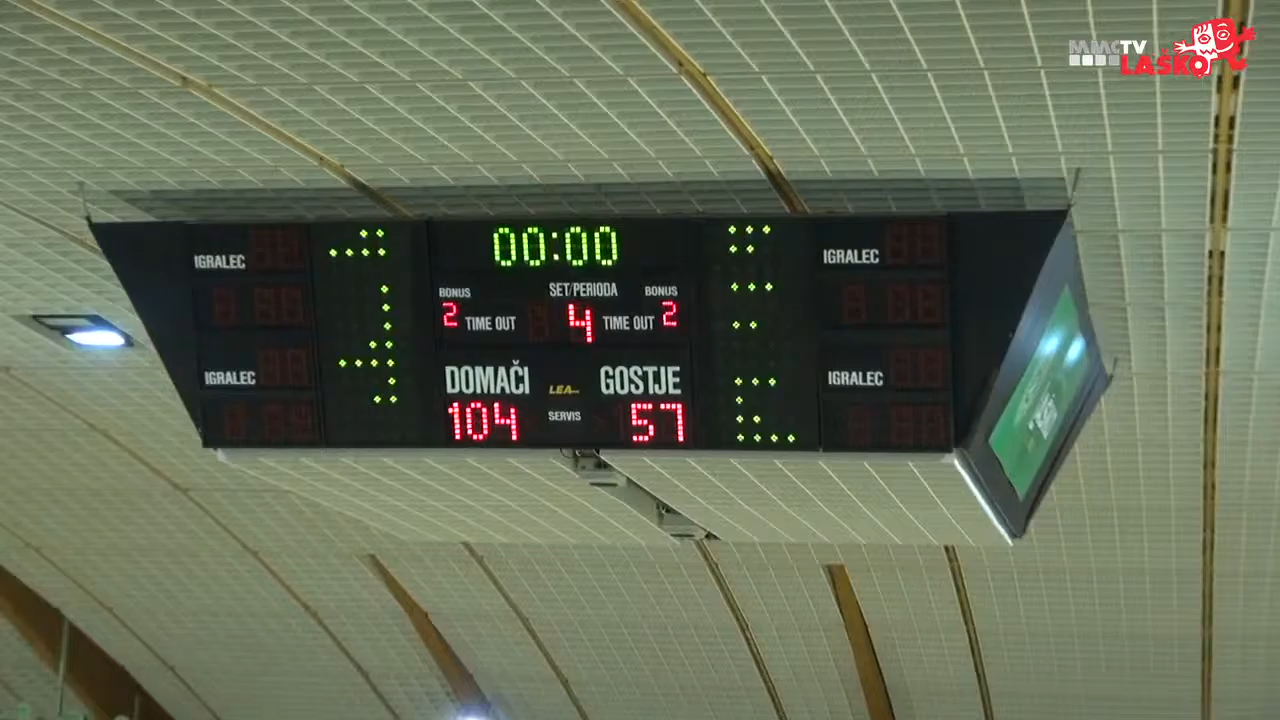 MMCTV
LAŠKO
IGRALEC
00:00
IGRALEC
BONUS
SET/PERIODA
BONUS
2
TIME OUT
4
TIME OUT
2
IGRALEC
DOMAČI
LEA
GOSTJE
IGRALEC
104
SERVIS
57